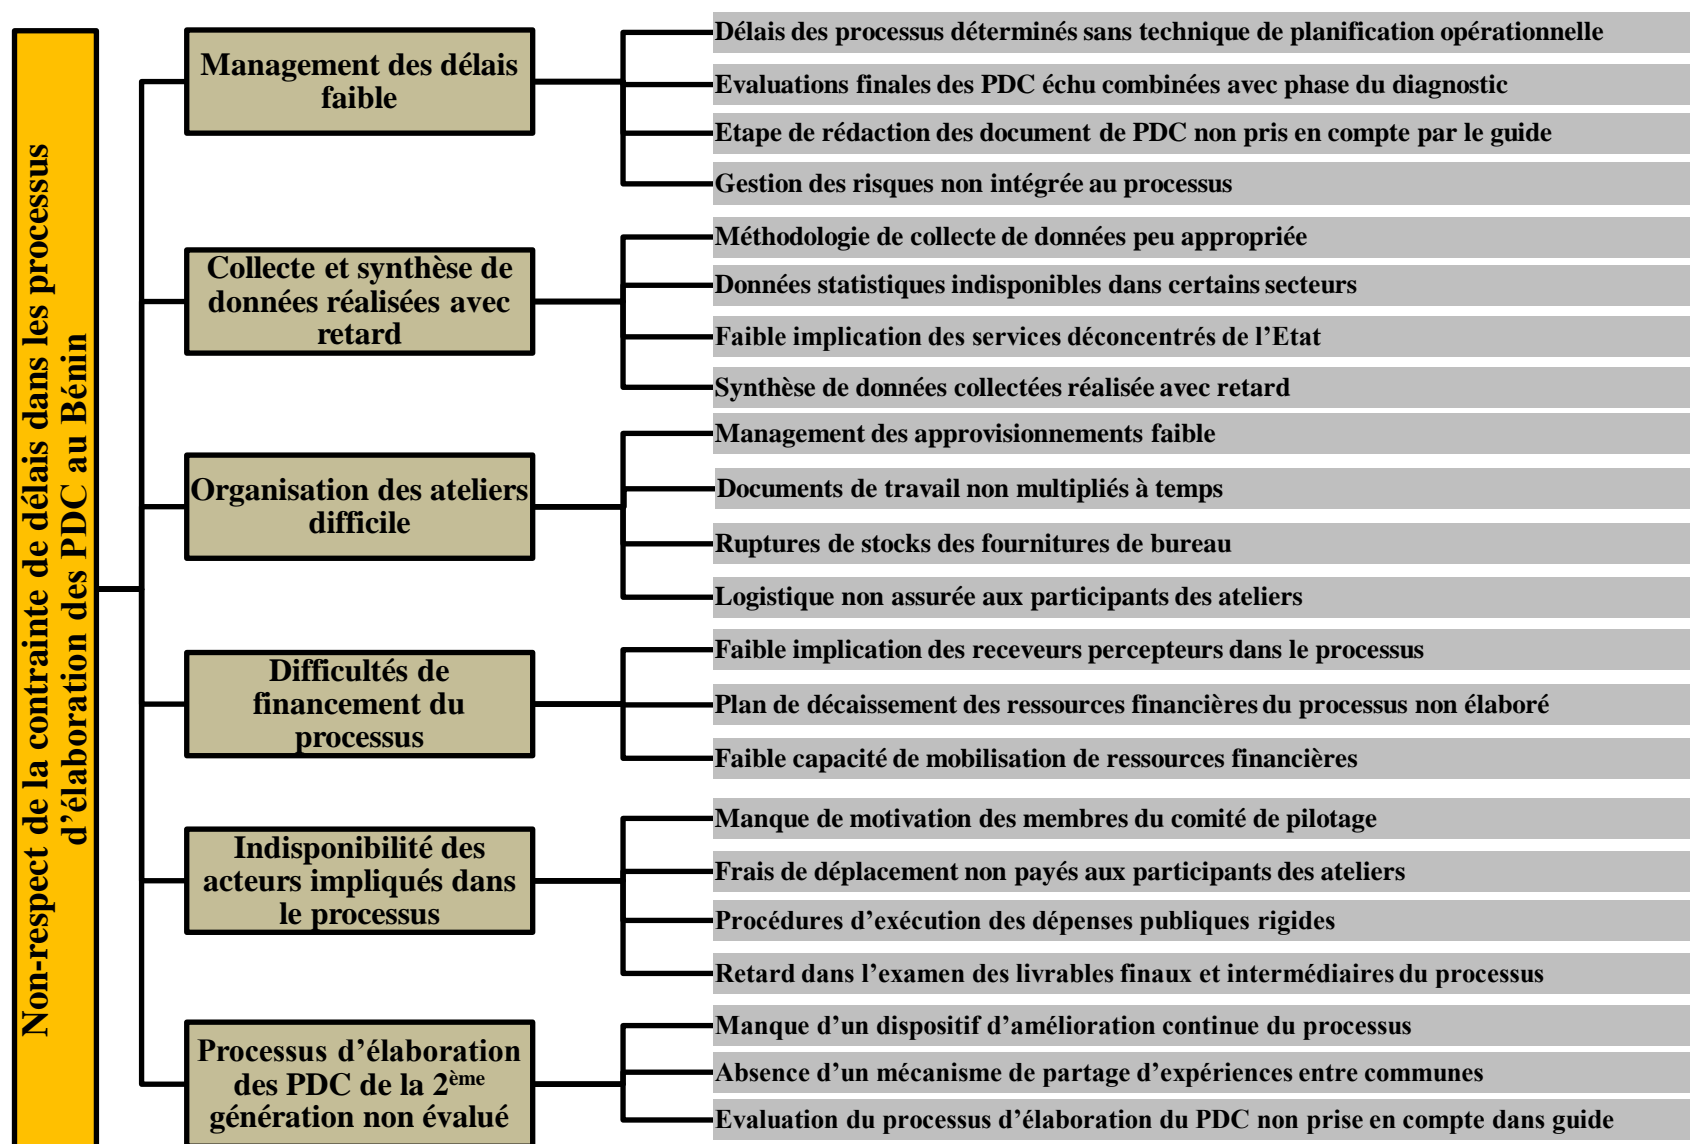 Non-respect de la contrainte de délais dans les processus
d’élaboration des PDC au Bénin
Management des délais
faible
Délais des processus déterminés sans technique de planification opérationnelle
Evaluations finales des PDC échu combinées avec phase du diagnostic
Etape de rédaction des document de PDC non pris en compte par le guide
Gestion des risques non intégrée au processus
Collecte et synthèse de
données réalisées avec
retard
Méthodologie de collecte de données peu appropriée
Données statistiques indisponibles dans certains secteurs
Faible implication des services déconcentrés de l’Etat
Synthèse de données collectées réalisée avec retard
Organisation des ateliers
difficile
Management des approvisionnements faible
Documents de travail non multipliés à temps
Ruptures de stocks des fournitures de bureau
Logistique non assurée aux participants des ateliers
Difficultés de
financement du
processus
Faible implication des receveurs percepteurs dans le processus
Plan de décaissement des ressources financières du processus non élaboré
Faible capacité de mobilisation de ressources financières
Indisponibilité des
acteurs impliqués dans
le processus
Manque de motivation des membres du comité de pilotage
Frais de déplacement non payés aux participants des ateliers
Procédures d’exécution des dépenses publiques rigides
Retard dans l’examen des livrables finaux et intermédiaires du processus
Processus d’élaboration
des PDC de la 2ème
génération non évalué
Manque d’un dispositif d’amélioration continue du processus
Absence d’un mécanisme de partage d’expériences entre communes
Evaluation du processus d’élaboration du PDC non prise en compte dans guide